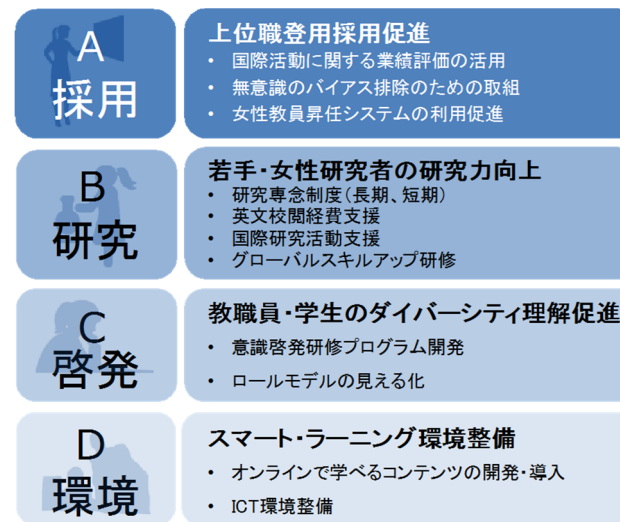 A
採用
上位職登用採用促進
• 国際活動に関する業績評価の活用
• 無意識のバイアス排除のための取組
• 女性教員昇任システムの利用促進
B
研究
若手・女性研究者の研究力向上
• 研究専念制度（長期、短期）
• 英文校閲経費支援
• 国際研究活動支援
• グローバルスキルアップ研修
C
啓発
教職員・学生のダイバーシティ理解促進
• 意識啓発研修プログラム開発
• ロールモデルの見える化
D
環境
スマート・ラーニング環境整備
• オンラインで学べるコンテンツの開発・導入
• ICT環境整備